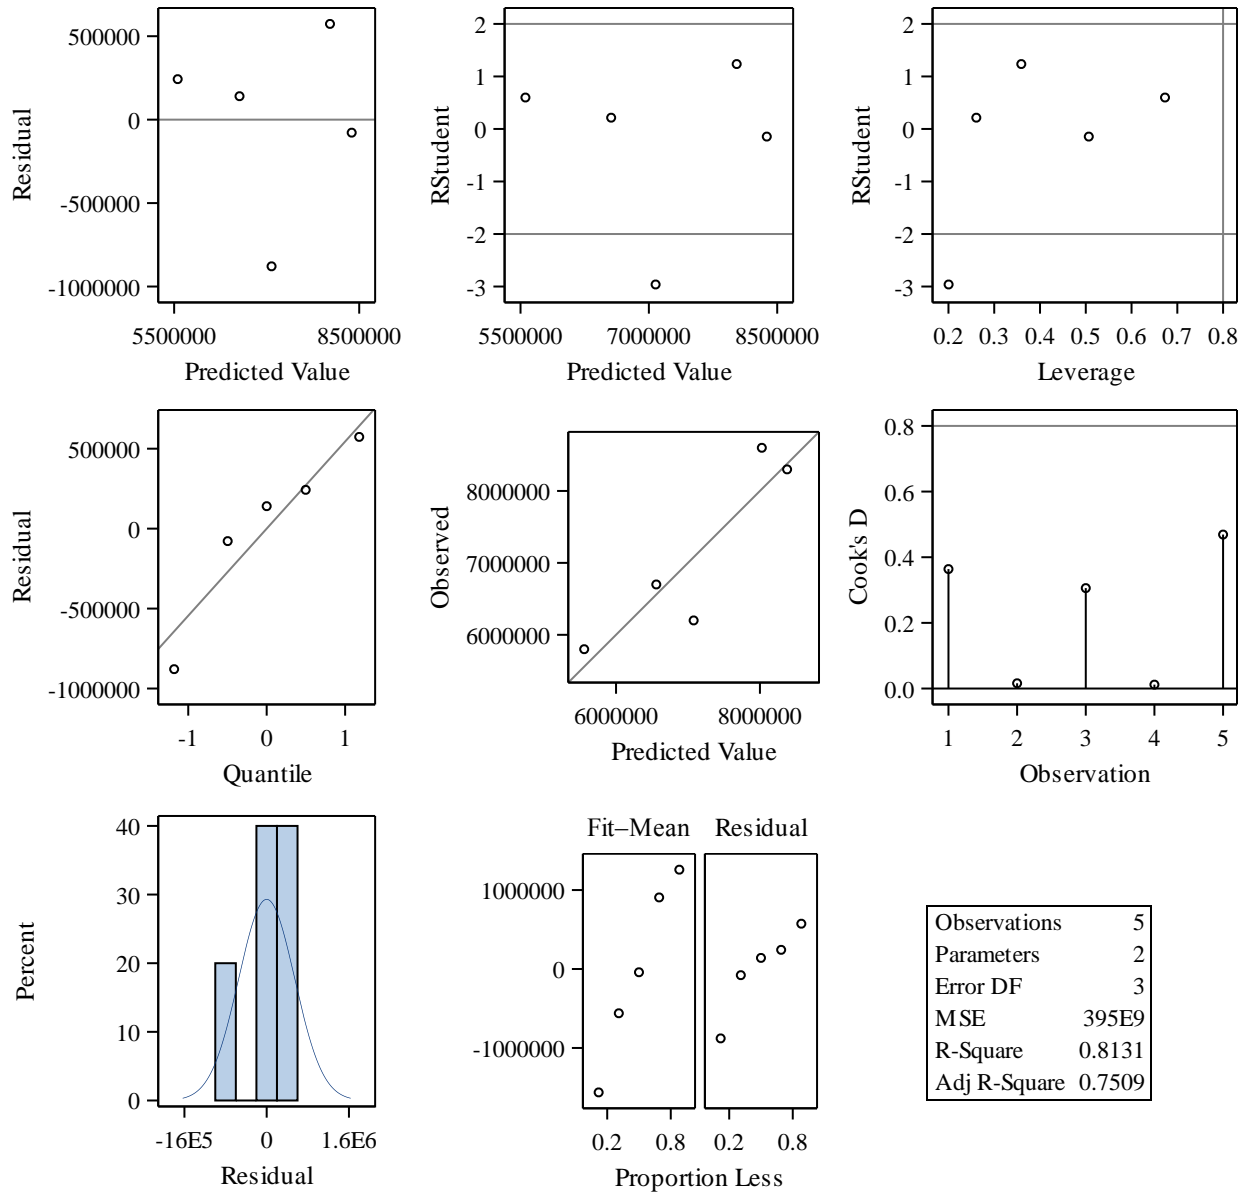 500000
0
-500000
-1000000
Residual
5500000 8500000
Predicted Value
2
1
0
-1
-2
-3
RStudent
5500000 7000000 8500000
Predicted Value
2
1
0
-1
-2
-3
RStudent
0.2 0.3 0.4 0.5 0.6 0.7 0.8
Leverage
500000
0
-500000
-1000000
Residual
-1 0 1
Quantile
8000000
7000000
6000000
Observed
6000000 8000000
Predicted Value
0.8
0.6
0.4
0.2
0.0
Cook's D
1 2 3 4 5
Observation
40
30
20
10
0
Percent
-16E5 0 1.6E6
Residual
Fit–Mean Residual
1000000
0
-1000000
0.2 0.8 0.2 0.8
Proportion Less
Observations 5
Parameters 2
Error DF 3
MSE 395E9
R-Square 0.8131
Adj R-Square 0.7509